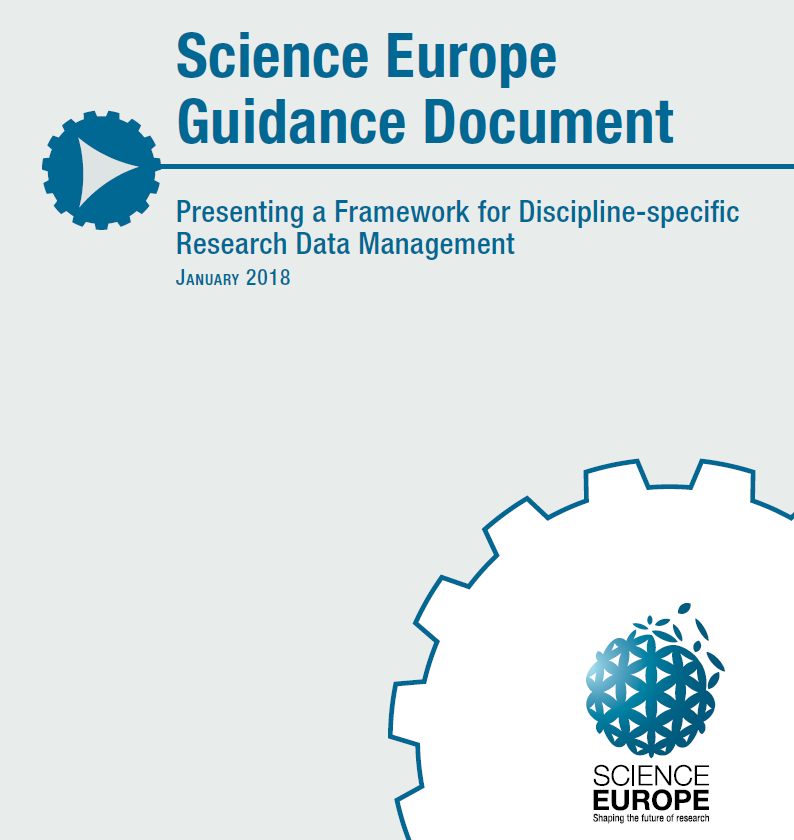 Science Europe
Guidance Document
Presenting a Framework for Discipline-specific
Research Data Management
January 2018
SCIENCE
EUROPE
Shaping the future of research